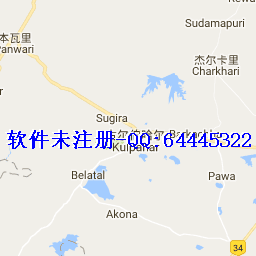 Sudamapuri
本瓦里
Panwari
杰尔卡里
Charkhari
Sugira
软件未注册-QQ:64445322
Kulpahar
Belatal
Pawa
Akona
34